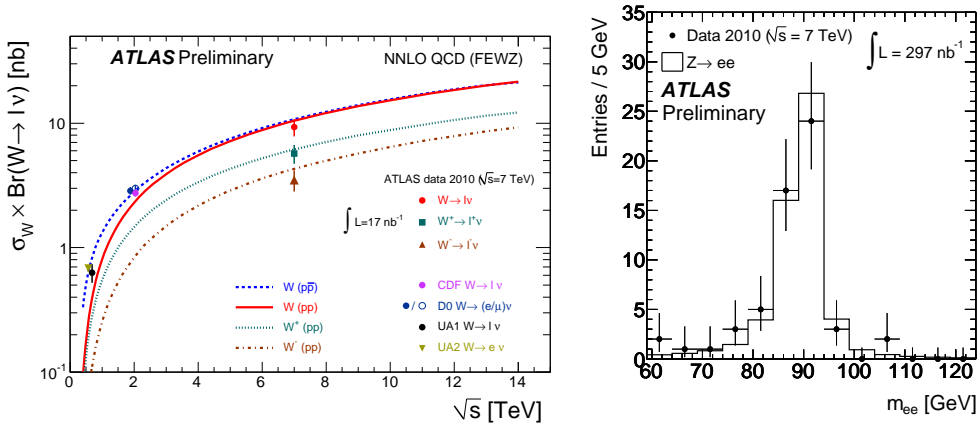 ATLAS Preliminary
NNLO QCD (FEWZ)
σ_W × Br(W→ l ν) [nb]
10
1
10⁻¹
ATLAS data 2010 (√s=7 TeV)
∫ L=17 nb⁻¹
W→ lν
W⁺→ l⁺ν
W⁻→ l⁻ν
W (pp̅)
W (pp)
W⁺ (pp)
W⁻ (pp)
CDF W→ l ν
/ D0 W→ (e/μ)ν
UA1 W→ l ν
UA2 W→ e ν
0 2 4 6 8 10 12 14
√s [TeV]
Entries / 5 GeV
35
30
25
20
15
10
5
0
Data 2010 (√s = 7 TeV)
Z→ ee
∫ L = 297 nb⁻¹
ATLAS
Preliminary
60 70 80 90 100 110 120
m_ee [GeV]